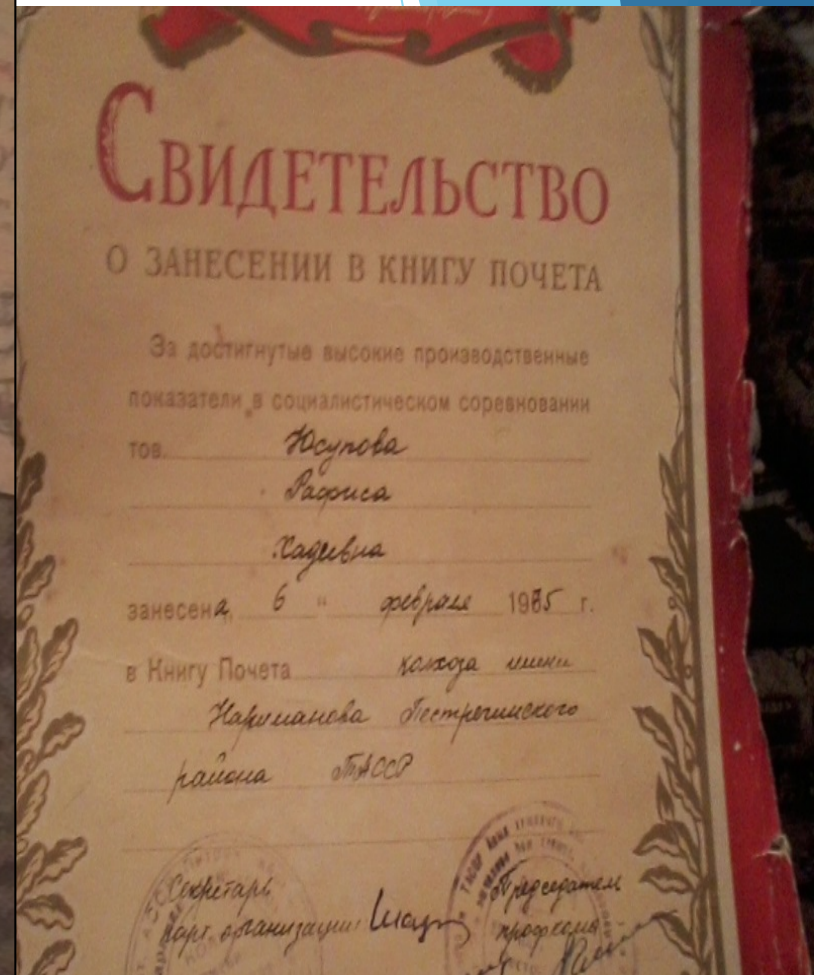 СВИДЕТЕЛЬСТВО
О ЗАНЕСЕНИИ В КНИГУ ПОЧЕТА
За достигнутые высокие производственные
показатели в социалистическом соревновании
тов. Юсупова
Рафиса
Хадиевна
занесена „ 6 " февраля 1985 г.
в Книгу Почета колхоза имени
Нариманова Пестречинского
района ТАССР
Секретарь
парт. организации
Председатель
профкома